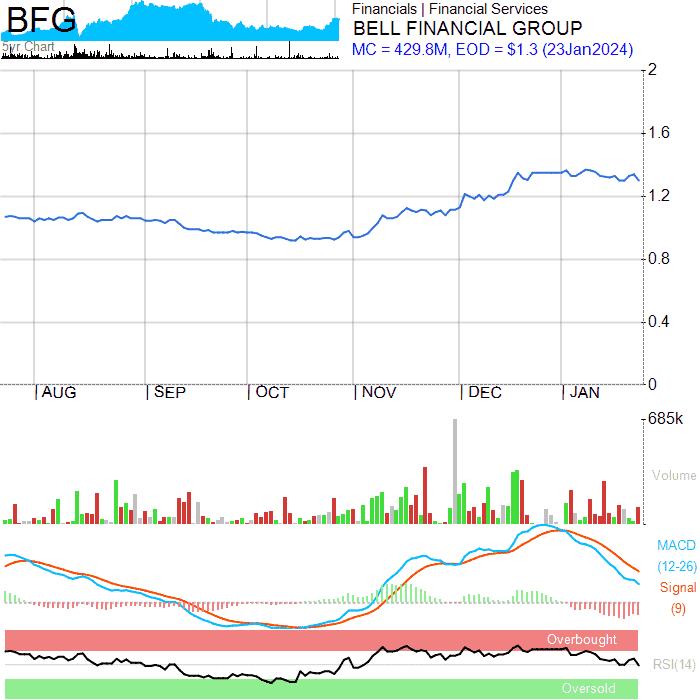 BFG
5yr Chart
Financials | Financial Services
BELL FINANCIAL GROUP
MC = 429.8M, EOD = $1.3 (23Jan2024)
2
1.6
1.2
0.8
0.4
0
AUG SEP OCT NOV DEC JAN
685k
Volume
MACD
(12-26)
Signal
(9)
Overbought
RSI(14)
Oversold